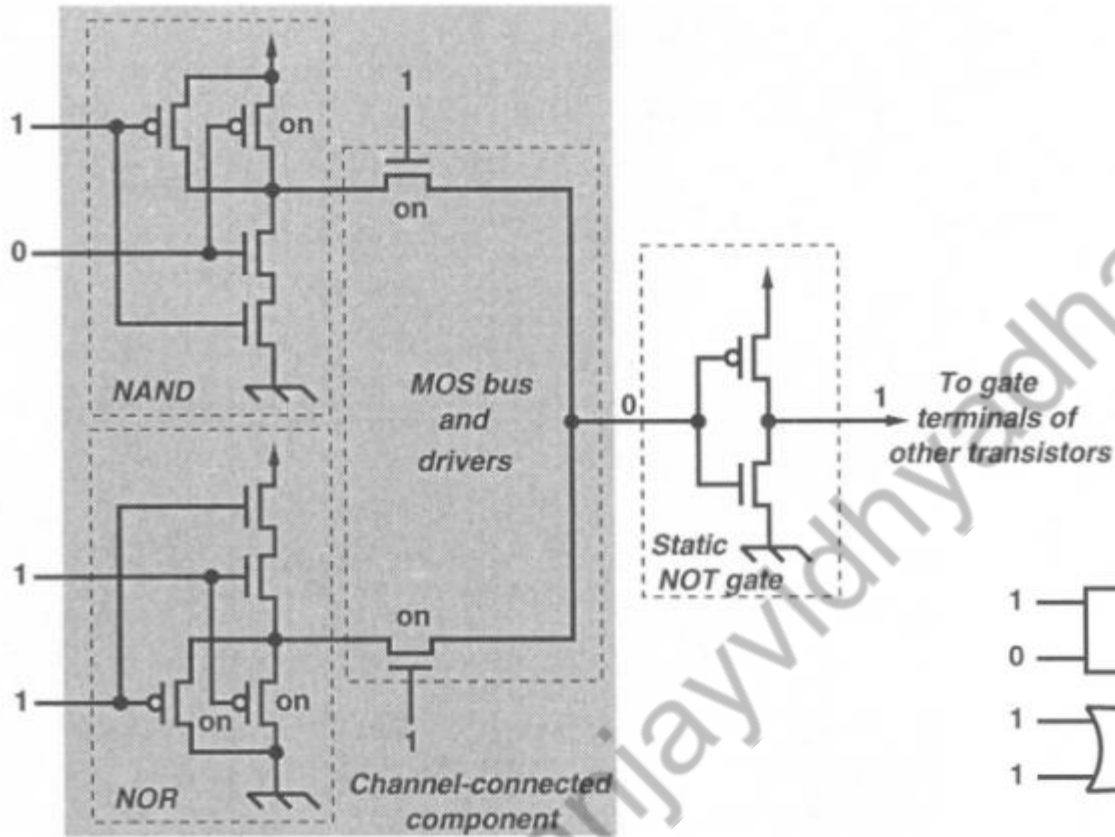 1
on
1
on
0
NAND
MOS bus
and
drivers
0
1
To gate
terminals of
other transistors
Static
NOT gate
1
on
1
on
on
1
NOR
Channel-connected
component
1
0
1
1